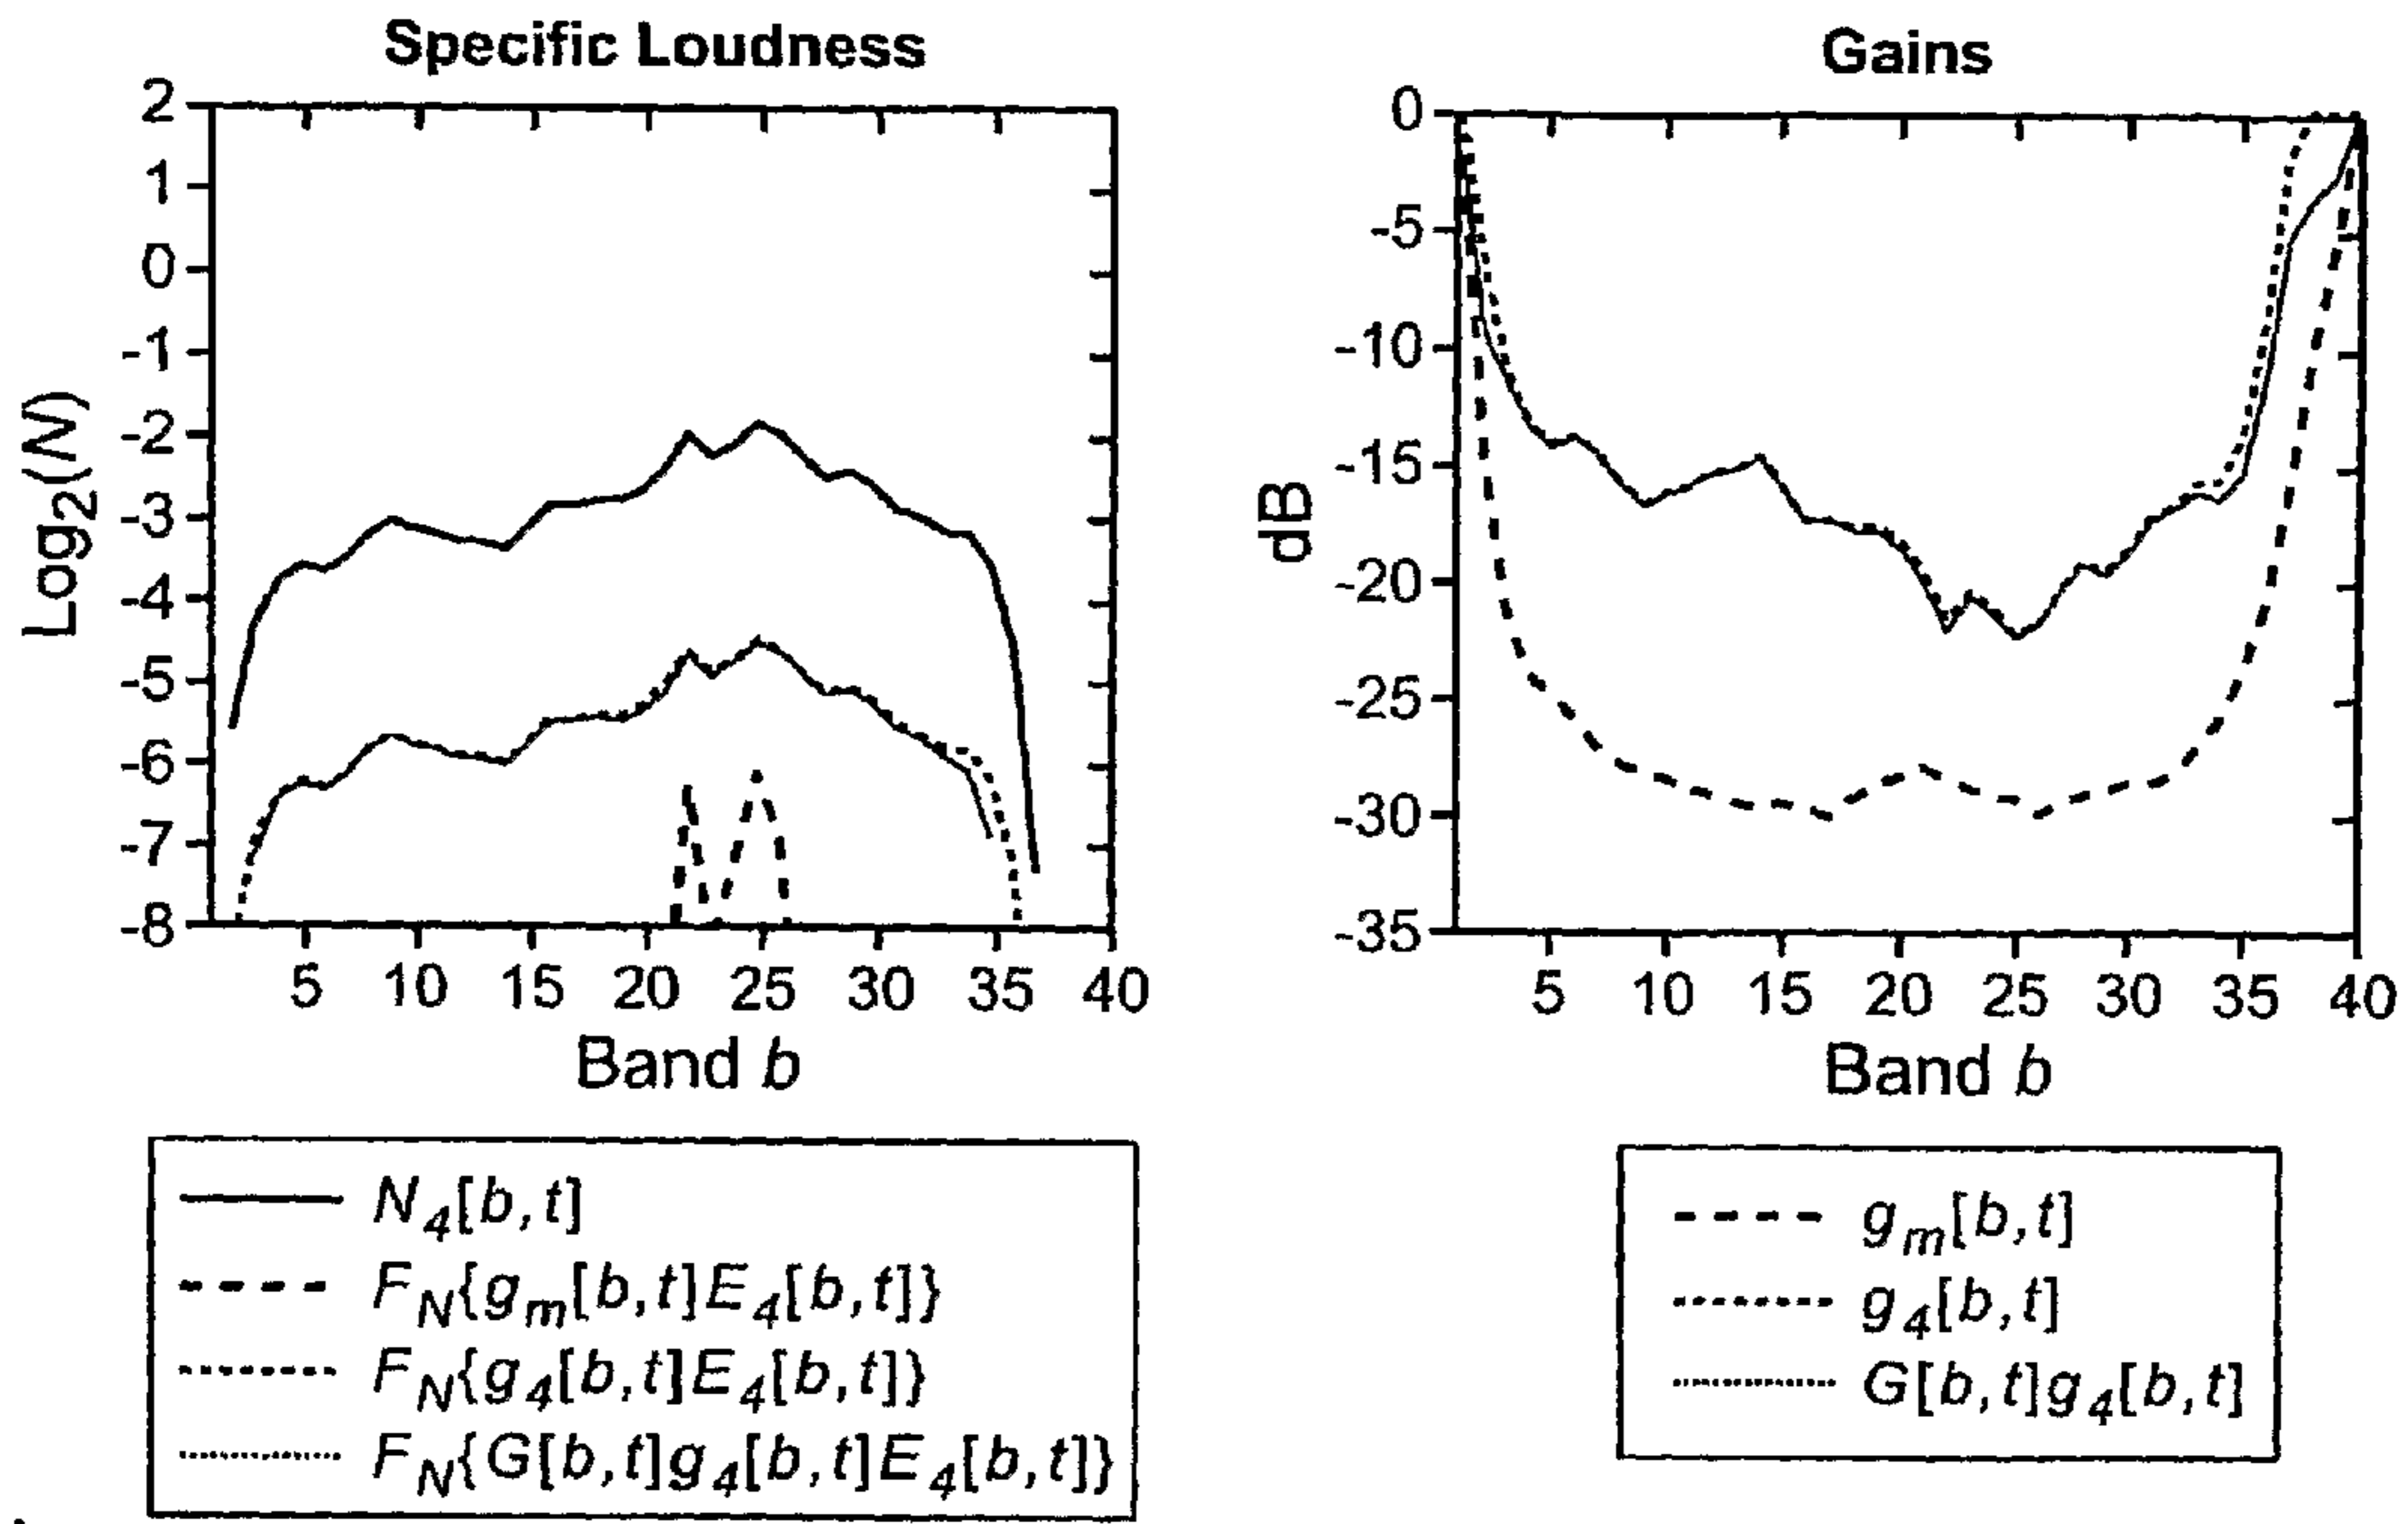 Specific Loudness
2
1
0
-1
-2
-3
-4
-5
-6
-7
-8
Log2(N)
5 10 15 20 25 30 35 40
Band b
N4[b,t]
FN{gm[b,t]E4[b,t]}
FN{g4[b,t]E4[b,t]}
FN{G[b,t]g4[b,t]E4[b,t]}
Gains
0
-5
-10
-15
-20
-25
-30
-35
dB
5 10 15 20 25 30 35 40
Band b
gm[b,t]
g4[b,t]
G[b,t]g4[b,t]